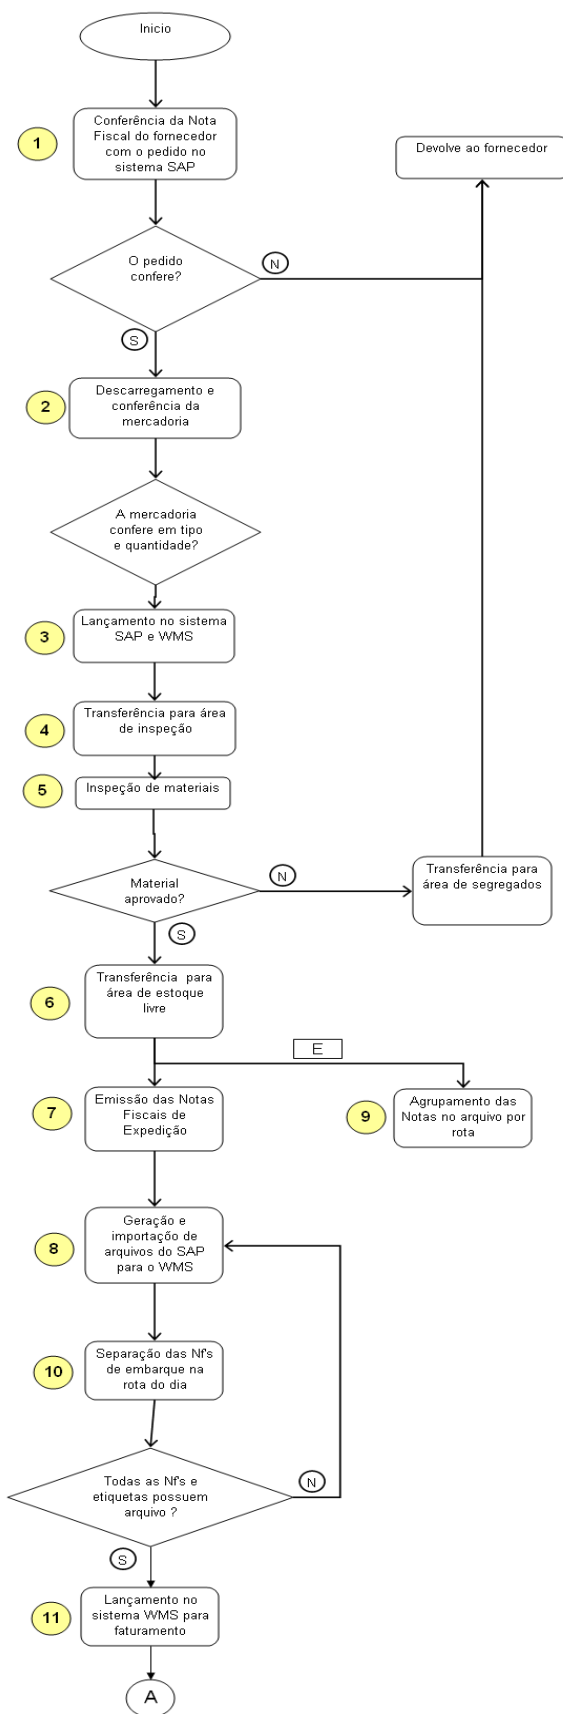 Inicio
1
Conferência da Nota
Fiscal do fornecedor
com o pedido no
sistema SAP
Devolve ao fornecedor
O pedido
confere?
N
S
2
Descarregamento e
conferência da
mercadoria
A mercadoria
confere em tipo
e quantidade?
3
Lançamento no sistema
SAP e WMS
4
Transferência para área
de inspeção
5
Inspeção de materiais
Material
aprovado?
N
Transferência para
área de segregados
S
6
Transferência para
área de estoque
livre
E
7
Emissão das Notas
Fiscais de
Expedição
9
Agrupamento das
Notas no arquivo por
rota
8
Geração e
importaçõo de
arquivos do SAP
para o WMS
10
Separação das Nf's
de embarque na
rota do dia
Todas as Nf's e
etiquetas possuem
arquivo ?
N
S
11
Lançamento no
sistema WMS para
faturamento
A